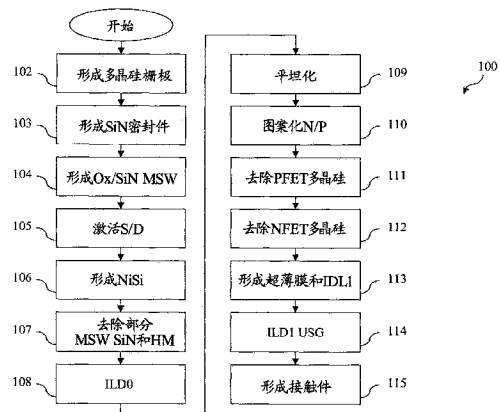 开始
102
形成多晶硅栅极
103
形成SiN密封件
104
形成Ox/SiN MSW
105
激活S/D
106
形成NiSi
107
去除部分
MSW SiN和HM
108
ILD0
平坦化
109
图案化N/P
110
去除PFET多晶硅
111
去除NFET多晶硅
112
形成超薄膜和IDL1
113
ILD1 USG
114
形成接触件
115
100